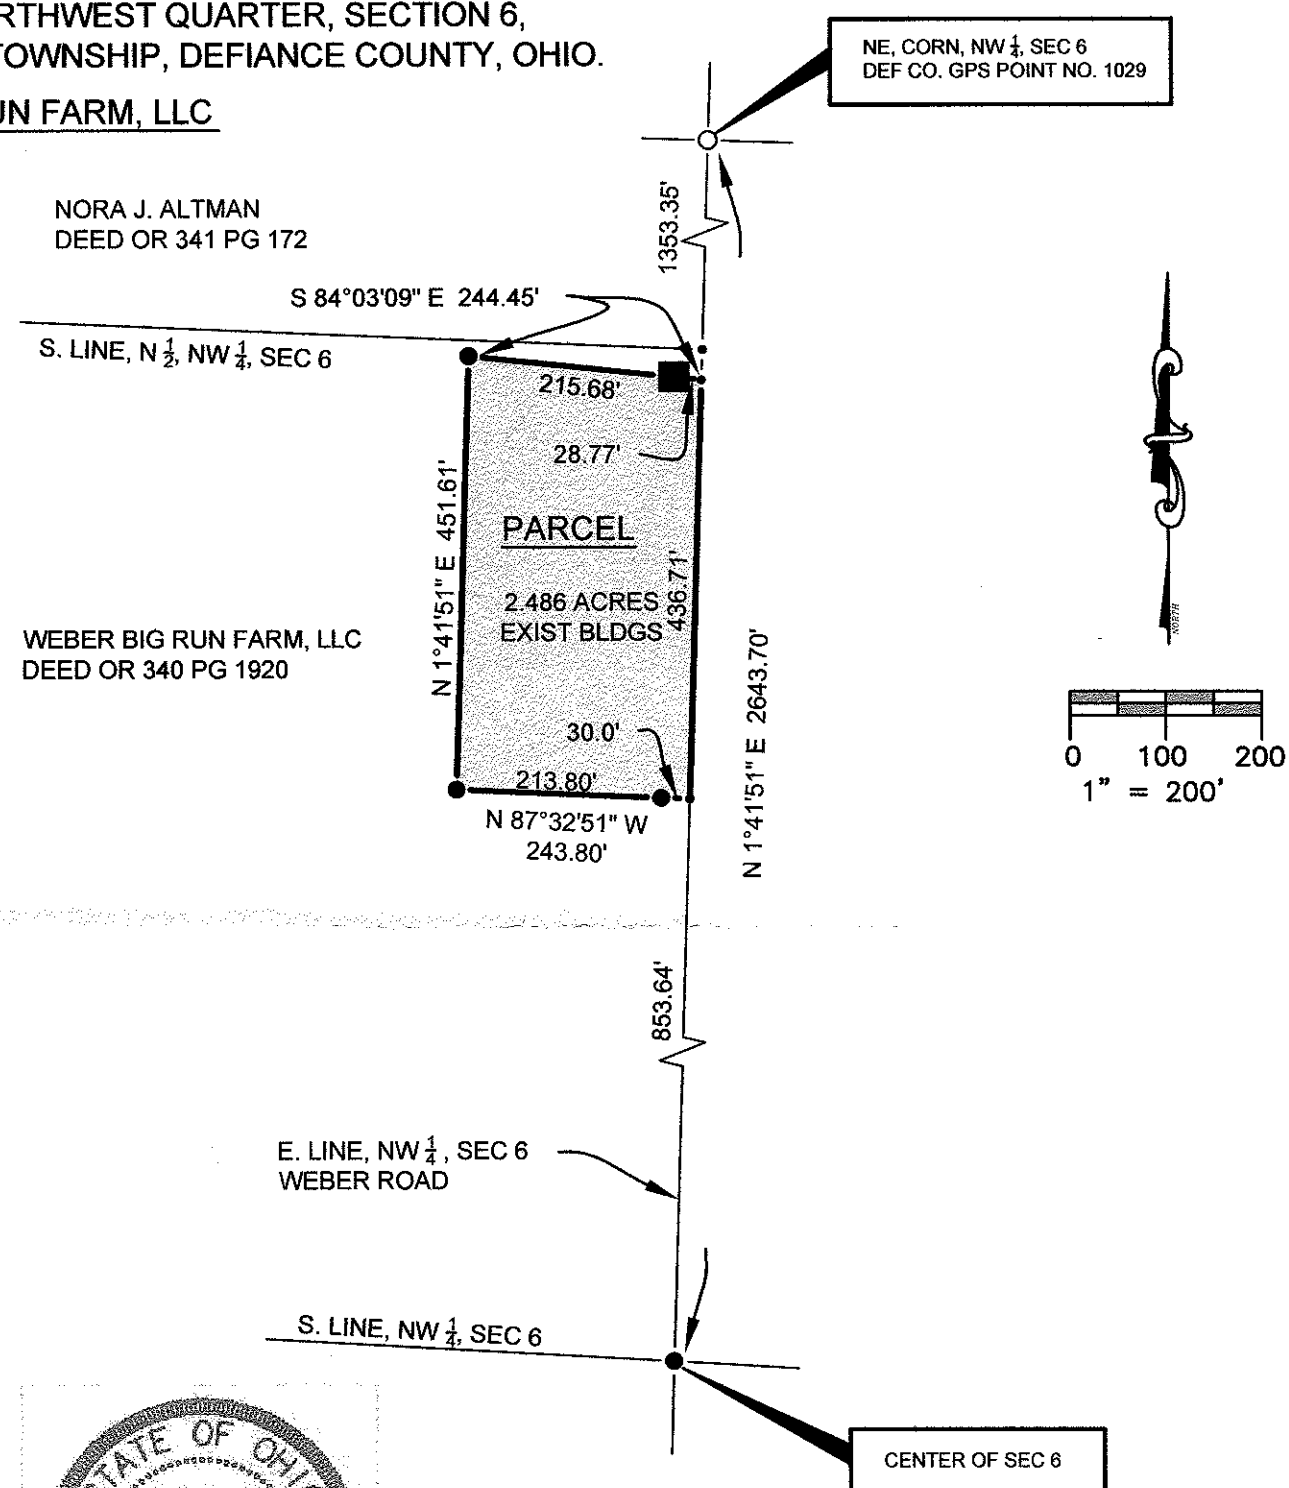 RTHWEST QUARTER, SECTION 6,
TOWNSHIP, DEFIANCE COUNTY, OHIO.
UN FARM, LLC
NE, CORN, NW 1/4, SEC 6
DEF CO. GPS POINT NO. 1029
NORA J. ALTMAN
DEED OR 341 PG 172
1353.35'
S 84°03'09" E 244.45'
S. LINE, N 1/2, NW 1/4, SEC 6
215.68'
28.77'
N 1°41'51" E 451.61'
PARCEL
436.71'
2.486 ACRES
EXIST BLDGS
WEBER BIG RUN FARM, LLC
DEED OR 340 PG 1920
N 1°41'51" E 2643.70'
NORTH
30.0'
213.80'
N 87°32'51" W
243.80'
0 100 200
1" = 200'
853.64'
E. LINE, NW 1/4, SEC 6
WEBER ROAD
S. LINE, NW 1/4, SEC 6
STATE OF OHIO
CENTER OF SEC 6